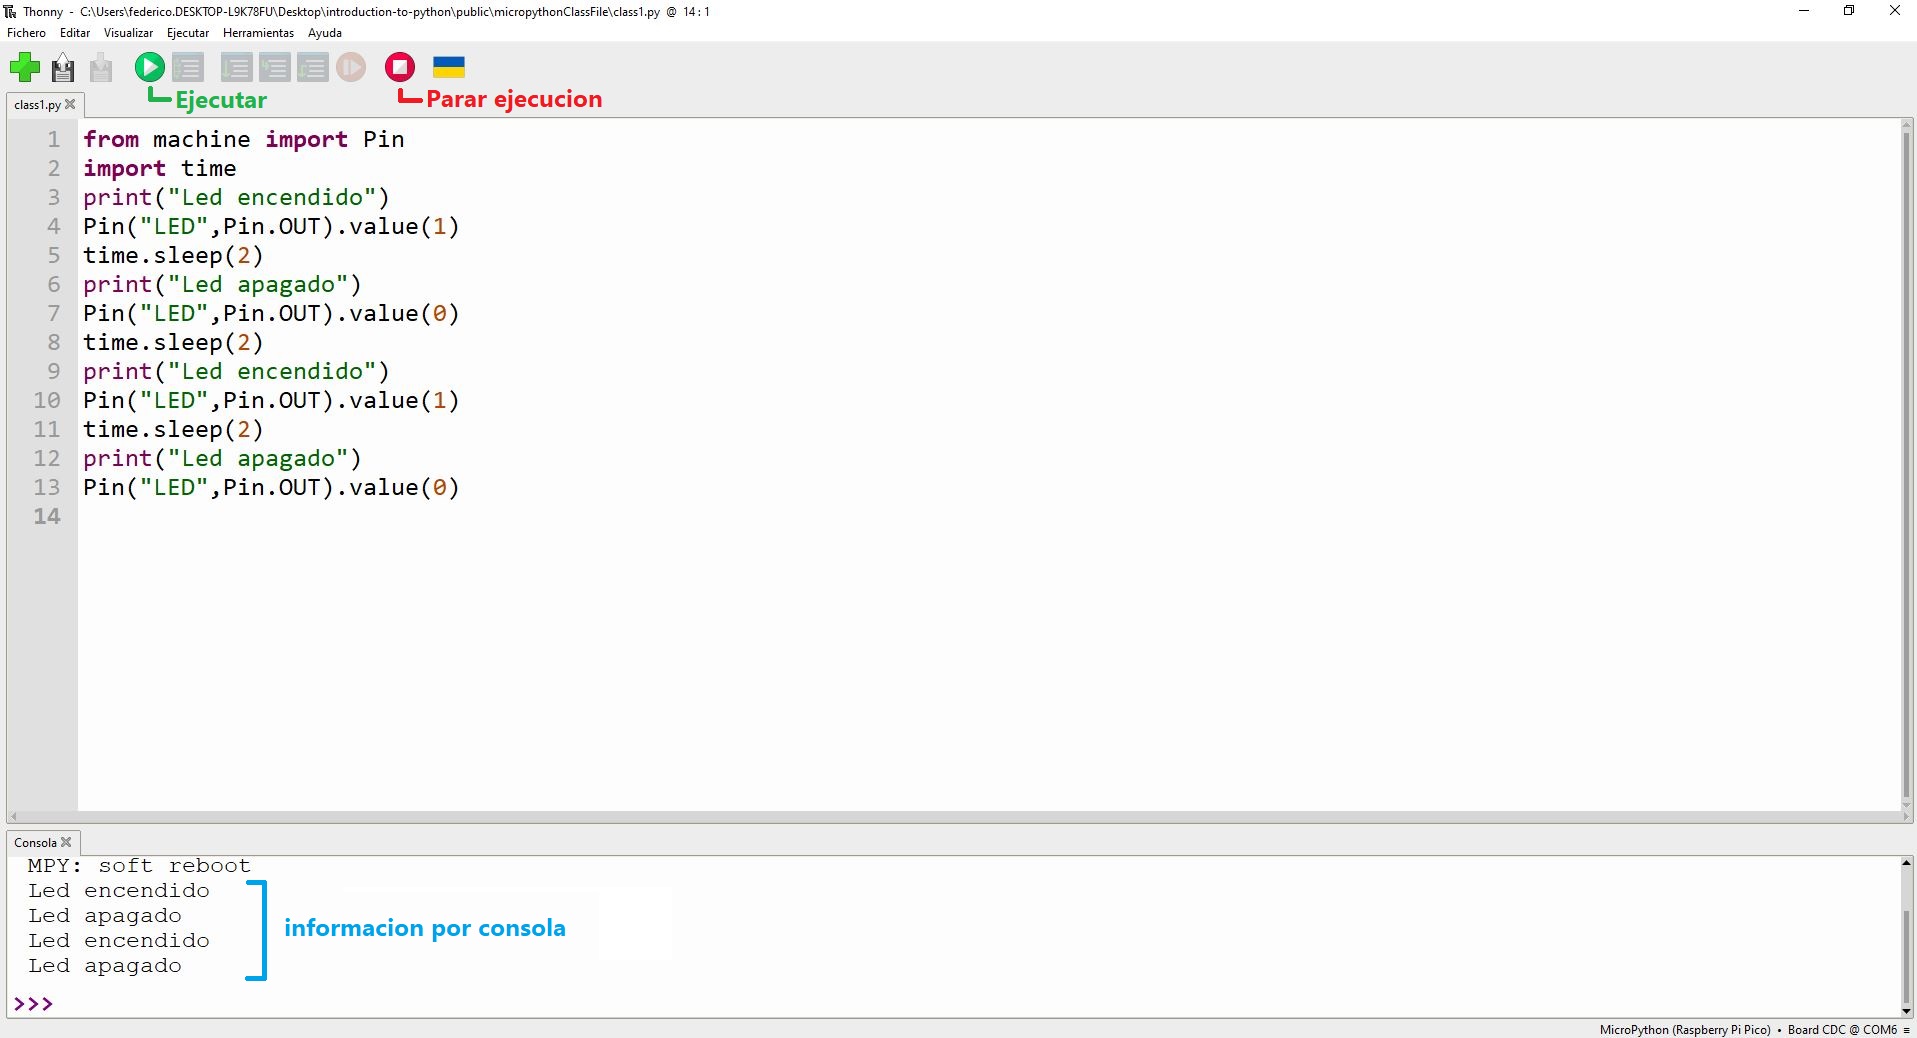 Thonny - C:\Users\federico.DESKTOP-L9K78FU\Desktop\introduction-to-python\public\micropythonClassFile\class1.py @ 14 : 1
Fichero Editar Visualizar Ejecutar Herramientas Ayuda
Ejecutar
Parar ejecucion
class1.py
1 from machine import Pin
2 import time
3 print("Led encendido")
4 Pin("LED",Pin.OUT).value(1)
5 time.sleep(2)
6 print("Led apagado")
7 Pin("LED",Pin.OUT).value(0)
8 time.sleep(2)
9 print("Led encendido")
10 Pin("LED",Pin.OUT).value(1)
11 time.sleep(2)
12 print("Led apagado")
13 Pin("LED",Pin.OUT).value(0)
14
Consola
MPY: soft reboot
Led encendido
Led apagado
Led encendido
Led apagado
informacion por consola
>>>
MicroPython (Raspberry Pi Pico) • Board CDC @ COM6 ≡